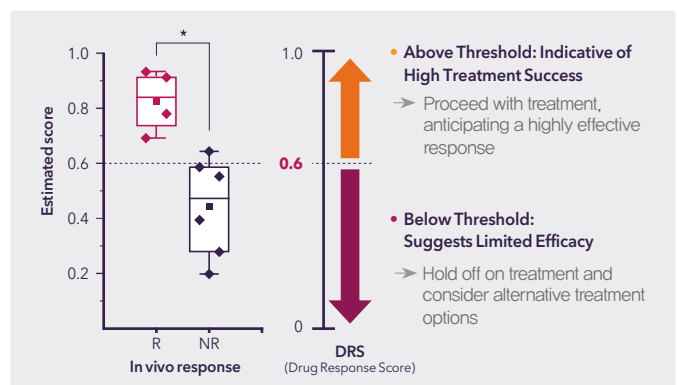 *
1.0
0.8
0.6
0.4
0.2
Estimated score
R
NR
In vivo response
1.0
0.6
0
DRS
(Drug Response Score)
• Above Threshold: Indicative of
High Treatment Success
Proceed with treatment,
anticipating a highly effective
response
• Below Threshold:
Suggests Limited Efficacy
Hold off on treatment and
consider alternative treatment
options